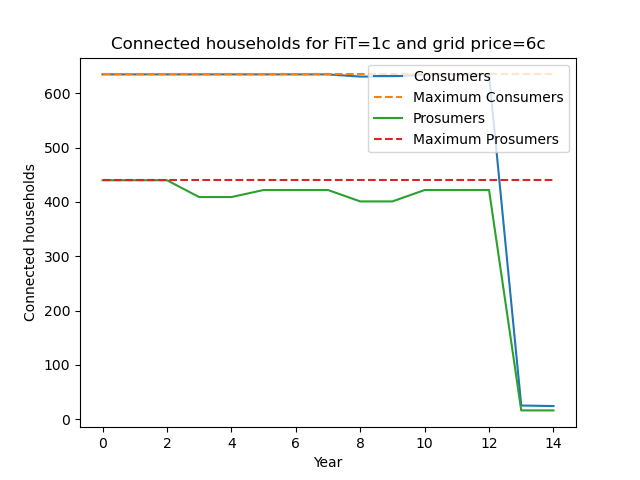 Connected households for FiT=1c and grid price=6c
Consumers
Maximum Consumers
Prosumers
Maximum Prosumers
Connected households
600
500
400
300
200
100
0
0 2 4 6 8 10 12 14
Year